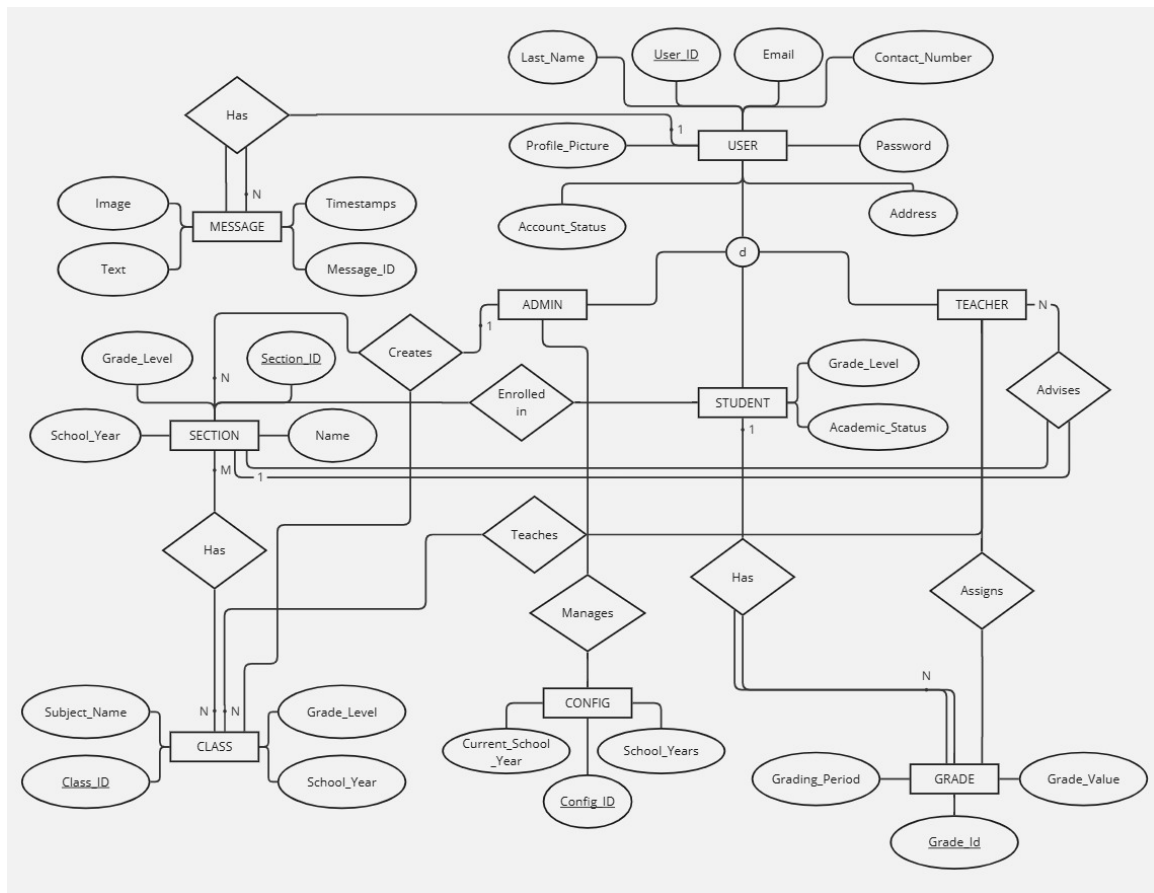 Last_Name
User_ID
Email
Contact_Number
Has
1
Profile_Picture
USER
Password
N
Image
Timestamps
Account_Status
Address
MESSAGE
Text
Message_ID
d
ADMIN
TEACHER
N
1
Grade_Level
Section_ID
Creates
Grade_Level
N
Enrolled
in
STUDENT
Advises
School_Year
SECTION
Name
Academic_Status
1
M
1
Has
Teaches
Has
Assigns
Manages
N
Subject_Name
N
N
Grade_Level
CONFIG
CLASS
Current_School
_Year
School_Years
Class_ID
School_Year
Config_ID
Grading_Period
GRADE
Grade_Value
Grade_Id